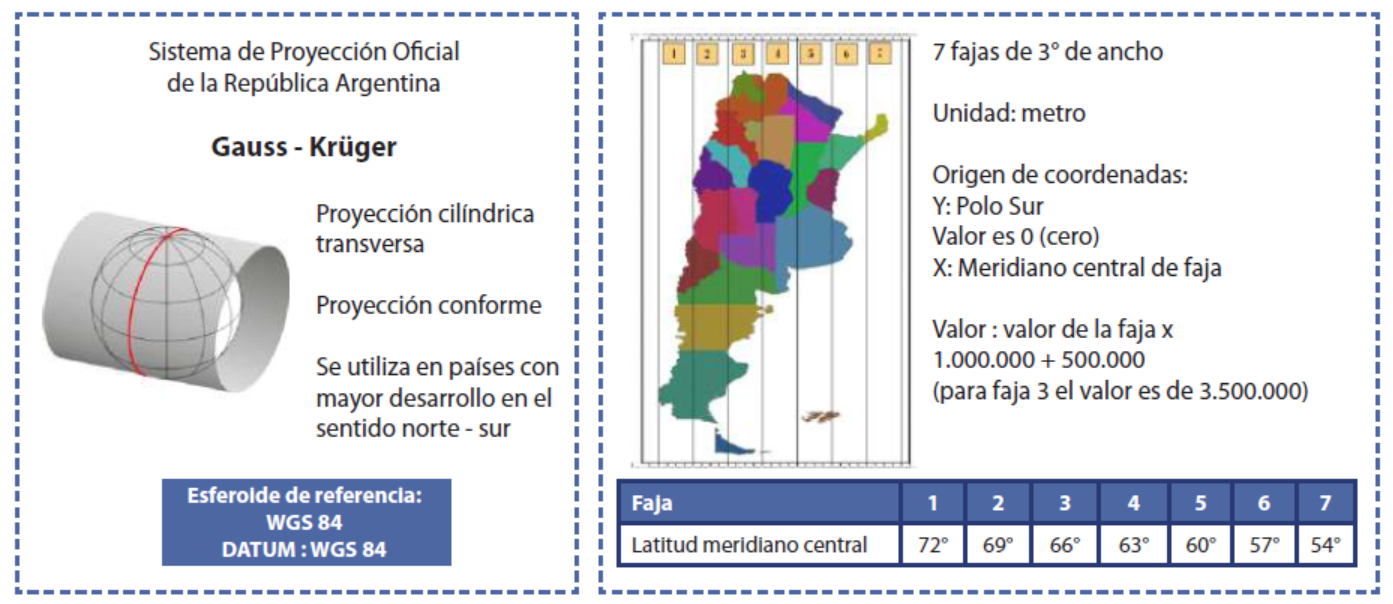 Sistema de Proyección Oficial
de la República Argentina
Gauss - Krüger
Proyección cilíndrica
transversa
Proyección conforme
Se utiliza en países con
mayor desarrollo en el
sentido norte - sur
Esferoide de referencia:
WGS 84
DATUM : WGS 84
1 2 3 4 5 6 7
7 fajas de 3° de ancho
Unidad: metro
Origen de coordenadas:
Y: Polo Sur
Valor es 0 (cero)
X: Meridiano central de faja
Valor : valor de la faja x
1.000.000 + 500.000
(para faja 3 el valor es de 3.500.000)
Faja 1 2 3 4 5 6 7
Latitud meridiano central 72° 69° 66° 63° 60° 57° 54°